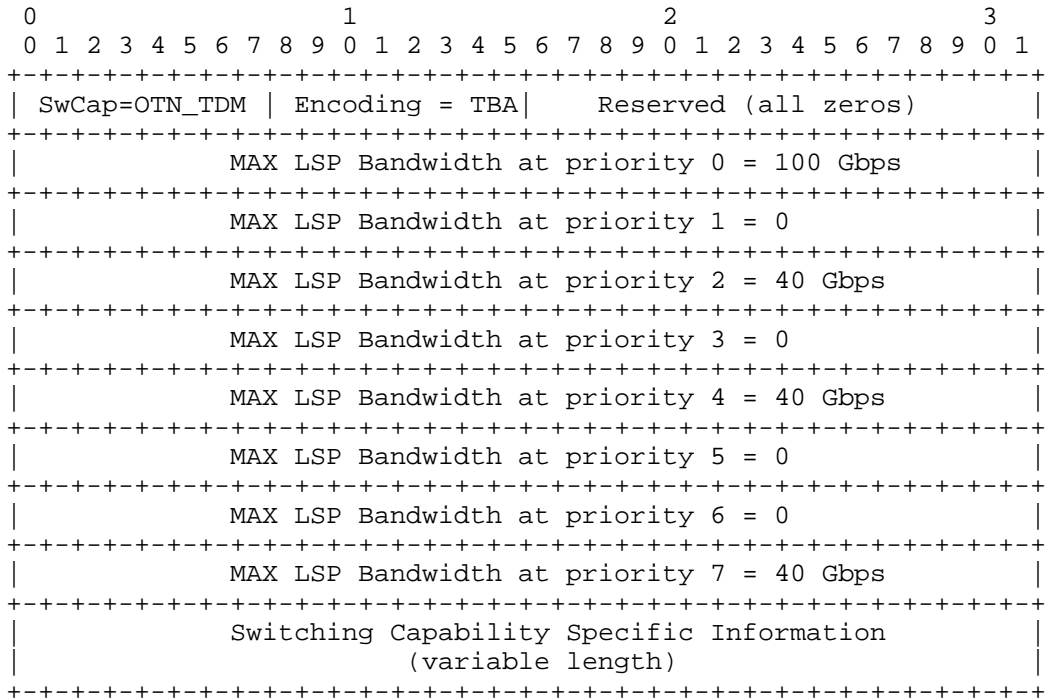 0                   1                   2                   3
 0 1 2 3 4 5 6 7 8 9 0 1 2 3 4 5 6 7 8 9 0 1 2 3 4 5 6 7 8 9 0 1
+-+-+-+-+-+-+-+-+-+-+-+-+-+-+-+-+-+-+-+-+-+-+-+-+-+-+-+-+-+-+-+-+
| SwCap=OTN_TDM | Encoding = TBA|    Reserved (all zeros)       |
+-+-+-+-+-+-+-+-+-+-+-+-+-+-+-+-+-+-+-+-+-+-+-+-+-+-+-+-+-+-+-+-+
|             MAX LSP Bandwidth at priority 0 = 100 Gbps        |
+-+-+-+-+-+-+-+-+-+-+-+-+-+-+-+-+-+-+-+-+-+-+-+-+-+-+-+-+-+-+-+-+
|             MAX LSP Bandwidth at priority 1 = 0               |
+-+-+-+-+-+-+-+-+-+-+-+-+-+-+-+-+-+-+-+-+-+-+-+-+-+-+-+-+-+-+-+-+
|             MAX LSP Bandwidth at priority 2 = 40 Gbps         |
+-+-+-+-+-+-+-+-+-+-+-+-+-+-+-+-+-+-+-+-+-+-+-+-+-+-+-+-+-+-+-+-+
|             MAX LSP Bandwidth at priority 3 = 0               |
+-+-+-+-+-+-+-+-+-+-+-+-+-+-+-+-+-+-+-+-+-+-+-+-+-+-+-+-+-+-+-+-+
|             MAX LSP Bandwidth at priority 4 = 40 Gbps         |
+-+-+-+-+-+-+-+-+-+-+-+-+-+-+-+-+-+-+-+-+-+-+-+-+-+-+-+-+-+-+-+-+
|             MAX LSP Bandwidth at priority 5 = 0               |
+-+-+-+-+-+-+-+-+-+-+-+-+-+-+-+-+-+-+-+-+-+-+-+-+-+-+-+-+-+-+-+-+
|             MAX LSP Bandwidth at priority 6 = 0               |
+-+-+-+-+-+-+-+-+-+-+-+-+-+-+-+-+-+-+-+-+-+-+-+-+-+-+-+-+-+-+-+-+
|             MAX LSP Bandwidth at priority 7 = 40 Gbps         |
+-+-+-+-+-+-+-+-+-+-+-+-+-+-+-+-+-+-+-+-+-+-+-+-+-+-+-+-+-+-+-+-+
|             Switching Capability Specific Information         |
|                        (variable length)                      |
+-+-+-+-+-+-+-+-+-+-+-+-+-+-+-+-+-+-+-+-+-+-+-+-+-+-+-+-+-+-+-+-+